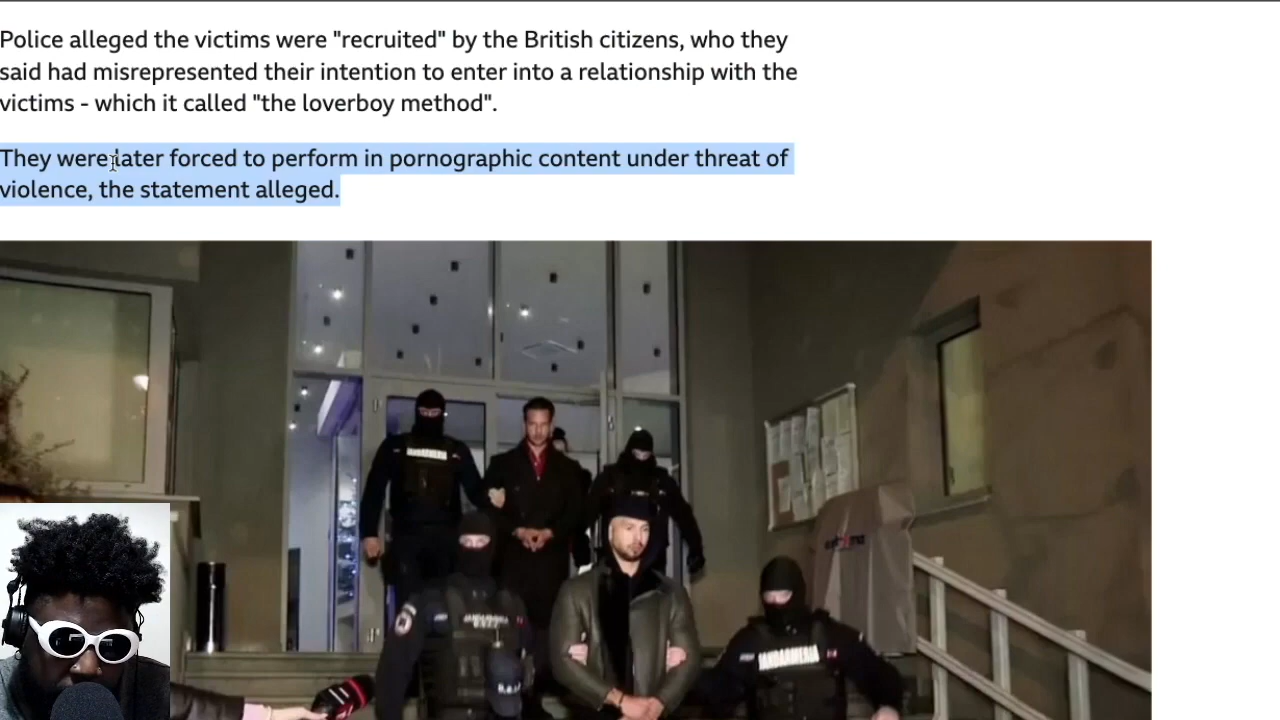 Police alleged the victims were "recruited" by the British citizens, who they
said had misrepresented their intention to enter into a relationship with the
victims - which it called "the loverboy method".
They were later forced to perform in pornographic content under threat of
violence, the statement alleged.
JANDARMERIA